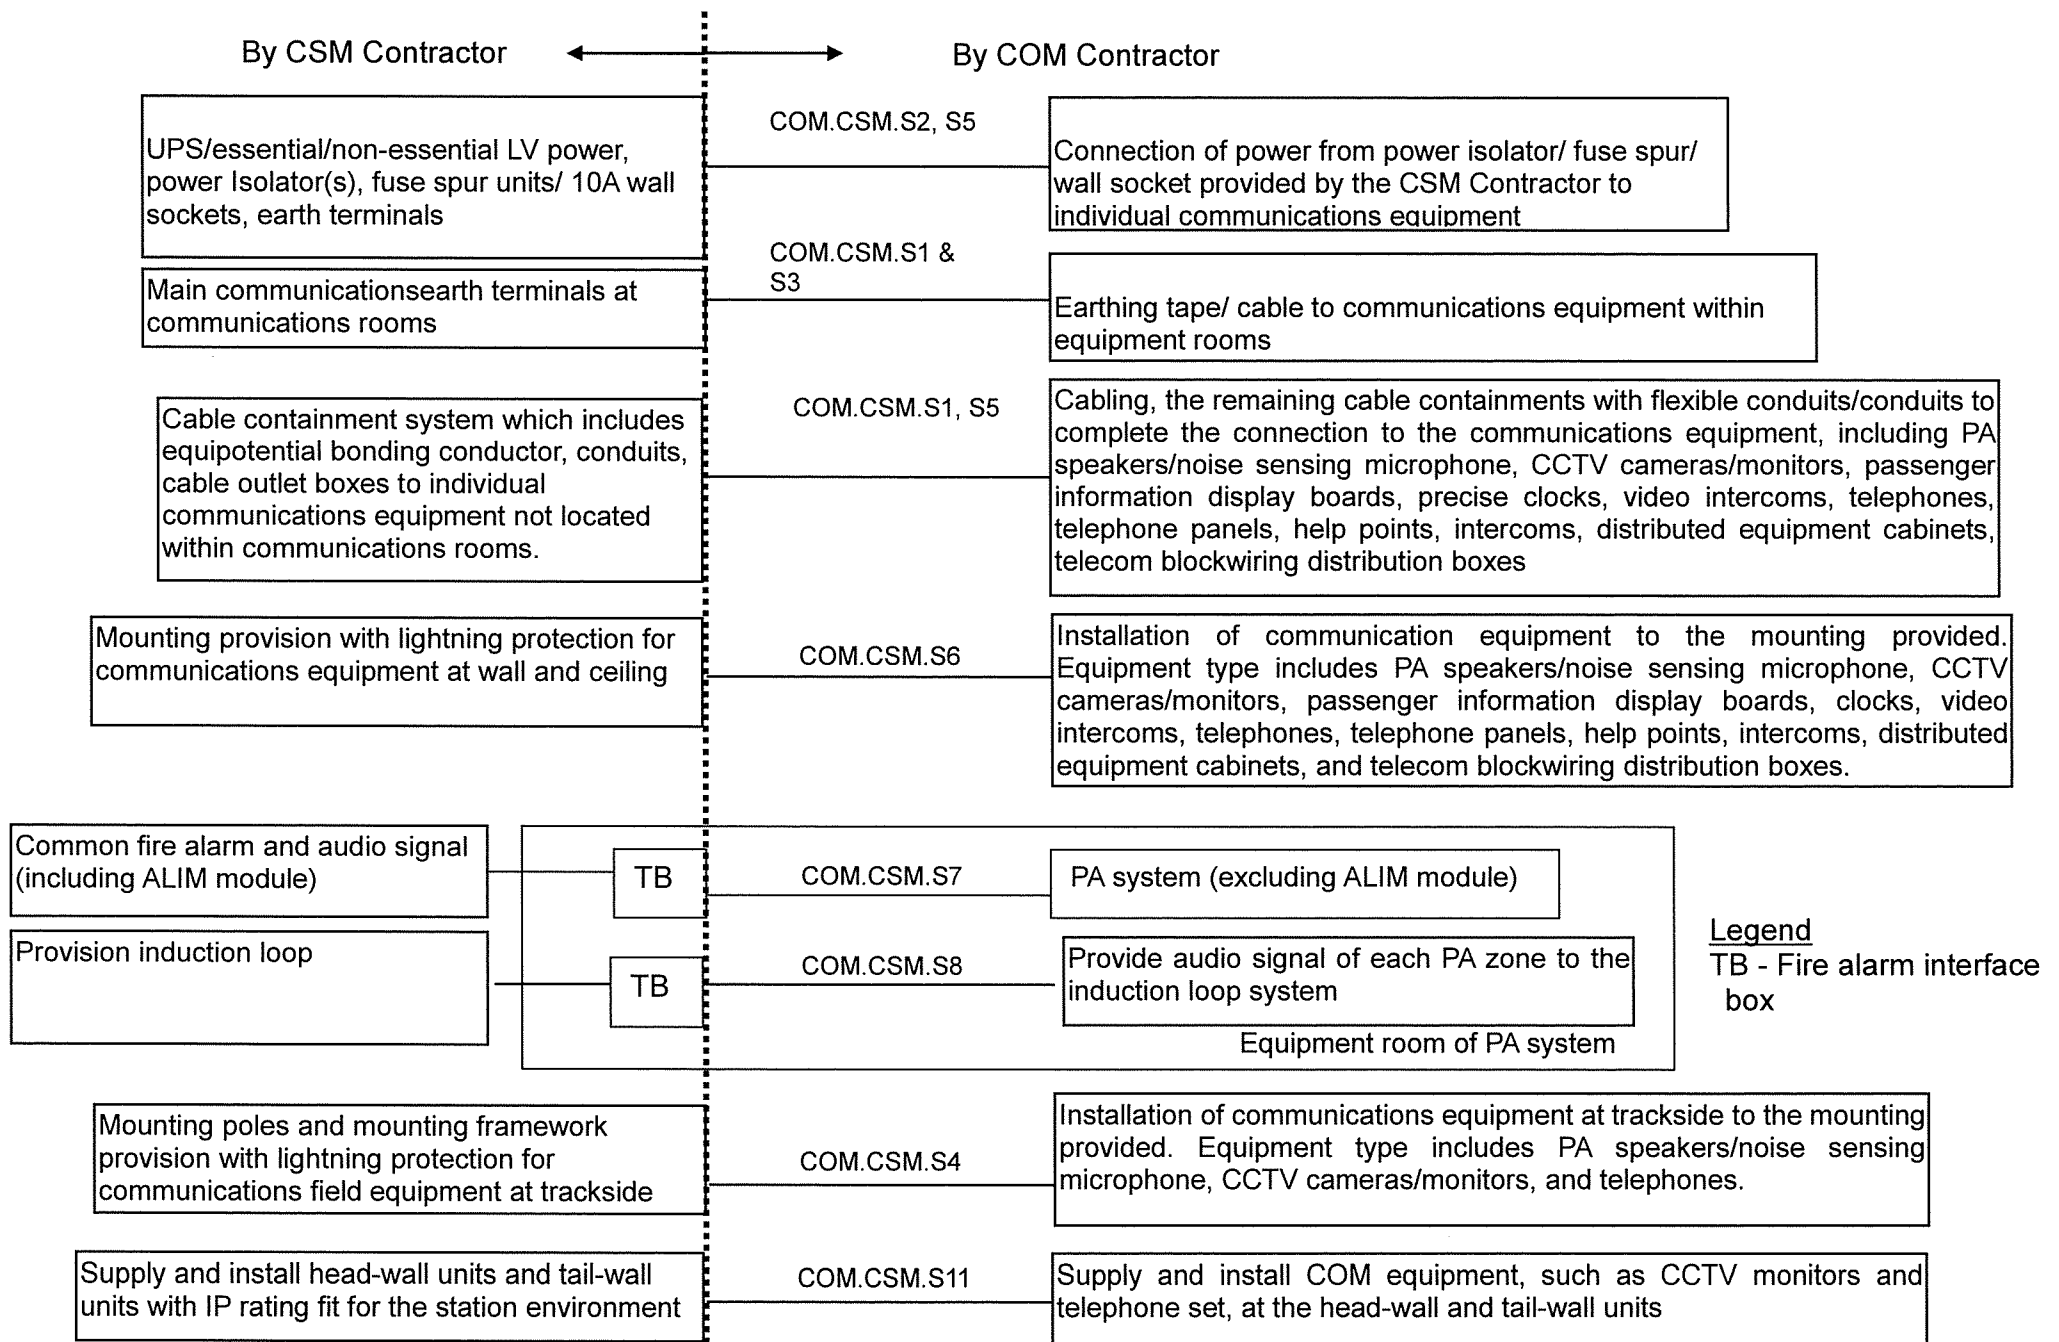 By CSM Contractor
By COM Contractor
UPS/essential/non-essential LV power,
power Isolator(s), fuse spur units/ 10A wall
sockets, earth terminals
COM.CSM.S2, S5
Connection of power from power isolator/ fuse spur/
wall socket provided by the CSM Contractor to
individual communications equipment
Main communicationsearth terminals at
communications rooms
COM.CSM.S1 &
S3
Earthing tape/ cable to communications equipment within
equipment rooms
Cable containment system which includes
equipotential bonding conductor, conduits,
cable outlet boxes to individual
communications equipment not located
within communications rooms.
COM.CSM.S1, S5
Cabling, the remaining cable containments with flexible conduits/conduits to
complete the connection to the communications equipment, including PA
speakers/noise sensing microphone, CCTV cameras/monitors, passenger
information display boards, precise clocks, video intercoms, telephones,
telephone panels, help points, intercoms, distributed equipment cabinets,
telecom blockwiring distribution boxes
Mounting provision with lightning protection for
communications equipment at wall and ceiling
COM.CSM.S6
Installation of communication equipment to the mounting provided.
Equipment type includes PA speakers/noise sensing microphone, CCTV
cameras/monitors, passenger information display boards, clocks, video
intercoms, telephones, telephone panels, help points, intercoms, distributed
equipment cabinets, and telecom blockwiring distribution boxes.
Common fire alarm and audio signal
(including ALIM module)
TB
COM.CSM.S7
PA system (excluding ALIM module)
Provision induction loop
TB
COM.CSM.S8
Provide audio signal of each PA zone to the
induction loop system
Equipment room of PA system
Legend
TB - Fire alarm interface
box
Mounting poles and mounting framework
provision with lightning protection for
communications field equipment at trackside
COM.CSM.S4
Installation of communications equipment at trackside to the mounting
provided. Equipment type includes PA speakers/noise sensing
microphone, CCTV cameras/monitors, and telephones.
Supply and install head-wall units and tail-wall
units with IP rating fit for the station environment
COM.CSM.S11
Supply and install COM equipment, such as CCTV monitors and
telephone set, at the head-wall and tail-wall units